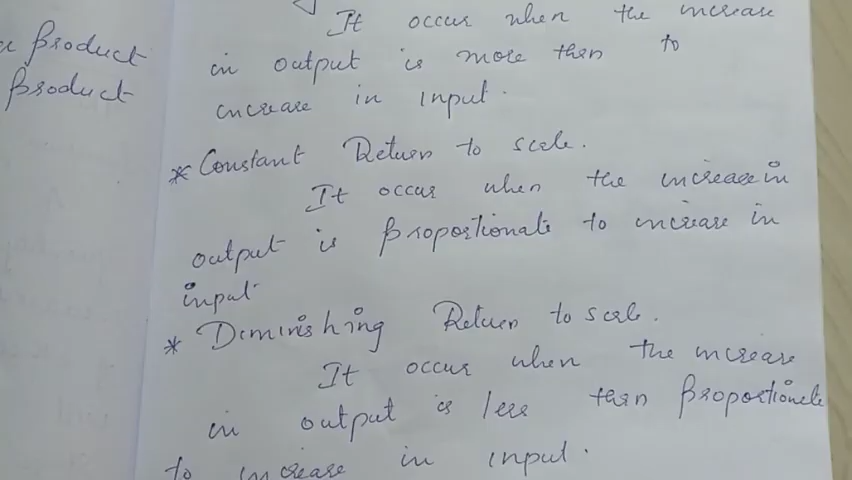 product
product
It occur when the increase
in output is more then to
increase in input.
* Constant Return to scale.
It occur when the increase in
output is proportionate to increase in
input
* Diminishing Return to scale.
It occur when the increase
in output is less then proportionate
to increase in input.